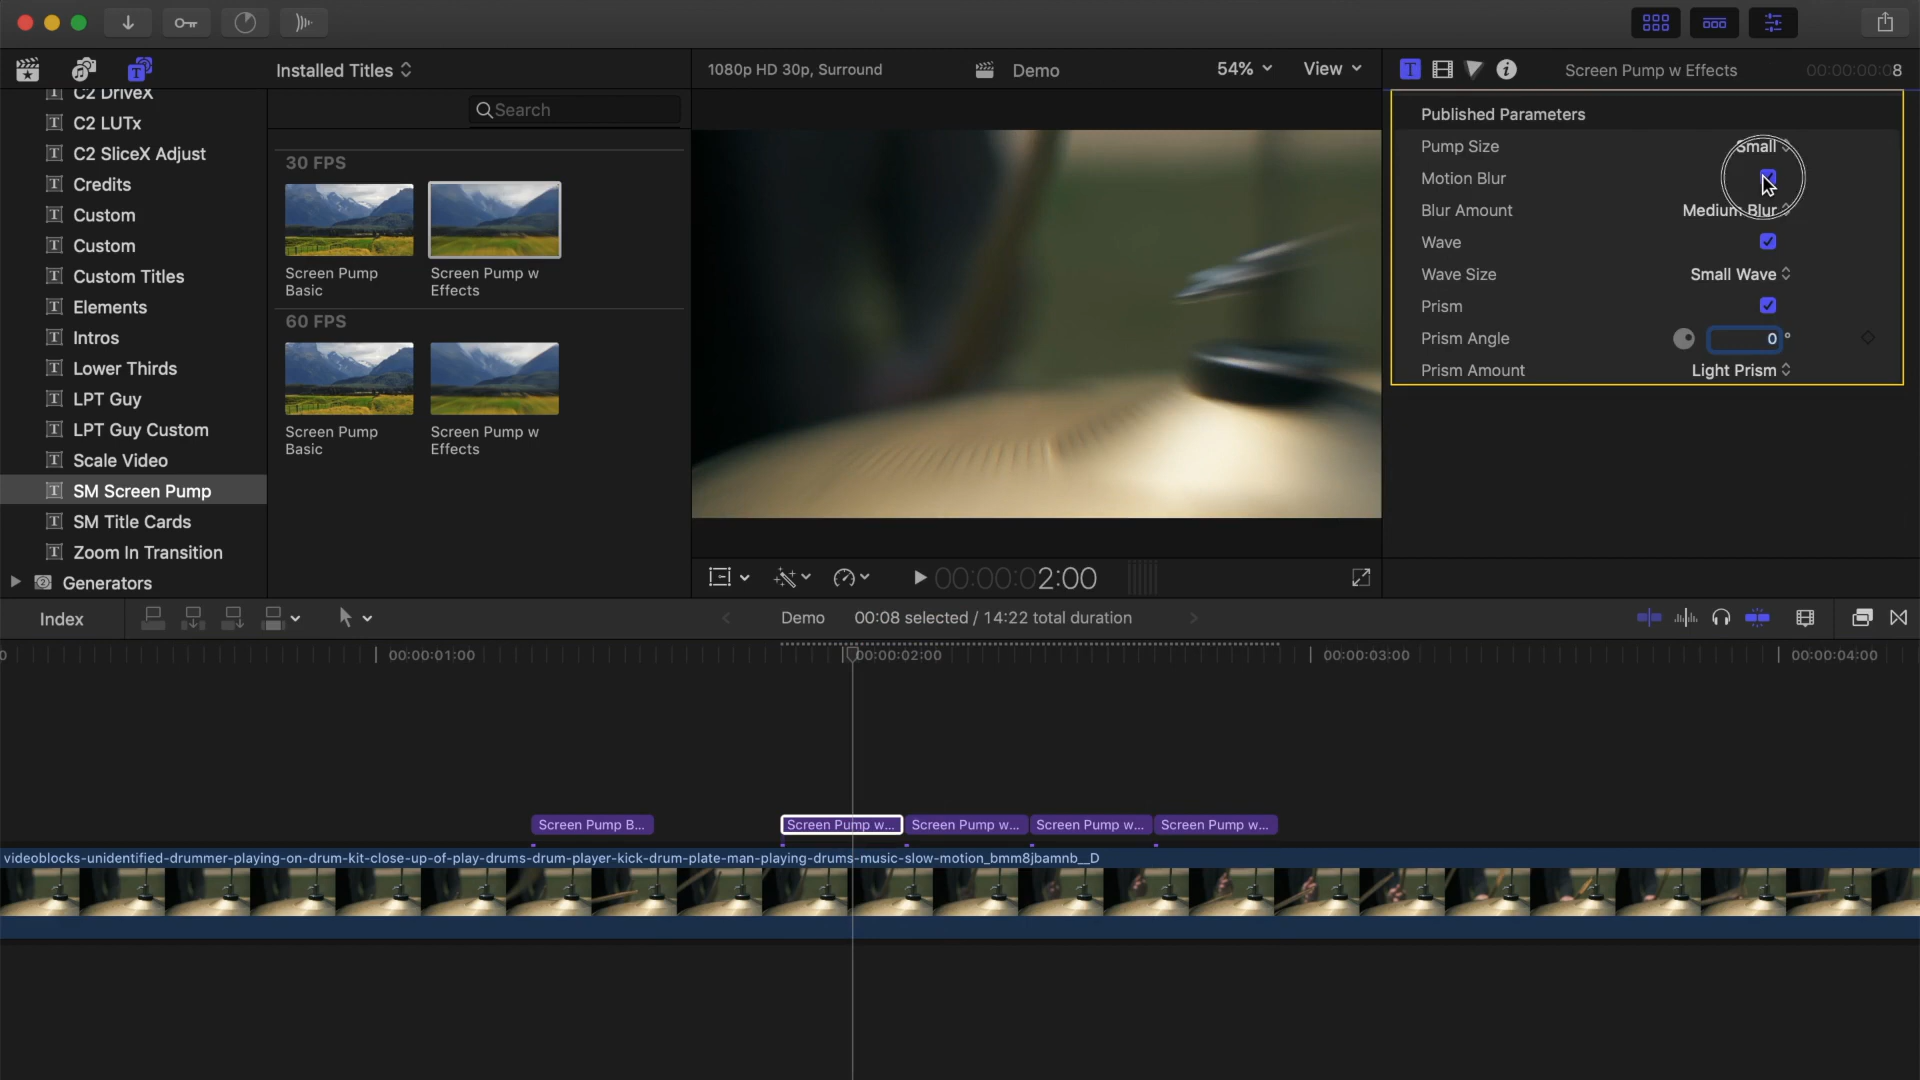 Installed Titles
1080p HD 30p, Surround
Demo
54%
View
Screen Pump w Effects
00:00:00:08
C2 DriveX
C2 LUTx
C2 SliceX Adjust
Credits
Custom
Custom
Custom Titles
Elements
Intros
Lower Thirds
LPT Guy
LPT Guy Custom
Scale Video
SM Screen Pump
SM Title Cards
Zoom In Transition
Generators
Search
30 FPS
Screen Pump
Basic
Screen Pump w
Effects
60 FPS
Screen Pump
Basic
Screen Pump w
Effects
Published Parameters
Pump Size Small
Motion Blur
Blur Amount Medium Blur
Wave
Wave Size Small Wave
Prism
Prism Angle 0 °
Prism Amount Light Prism
00:00:02:00
Index
Demo
00:08 selected / 14:22 total duration
00:00:01:00
00:00:02:00
00:00:03:00
00:00:04:00
Screen Pump B...
Screen Pump w...
Screen Pump w...
Screen Pump w...
Screen Pump w...
videoblocks-unidentified-drummer-playing-on-drum-kit-close-up-of-play-drums-drum-player-kick-drum-plate-man-playing-drums-music-slow-motion_bmm8jbamnb__D